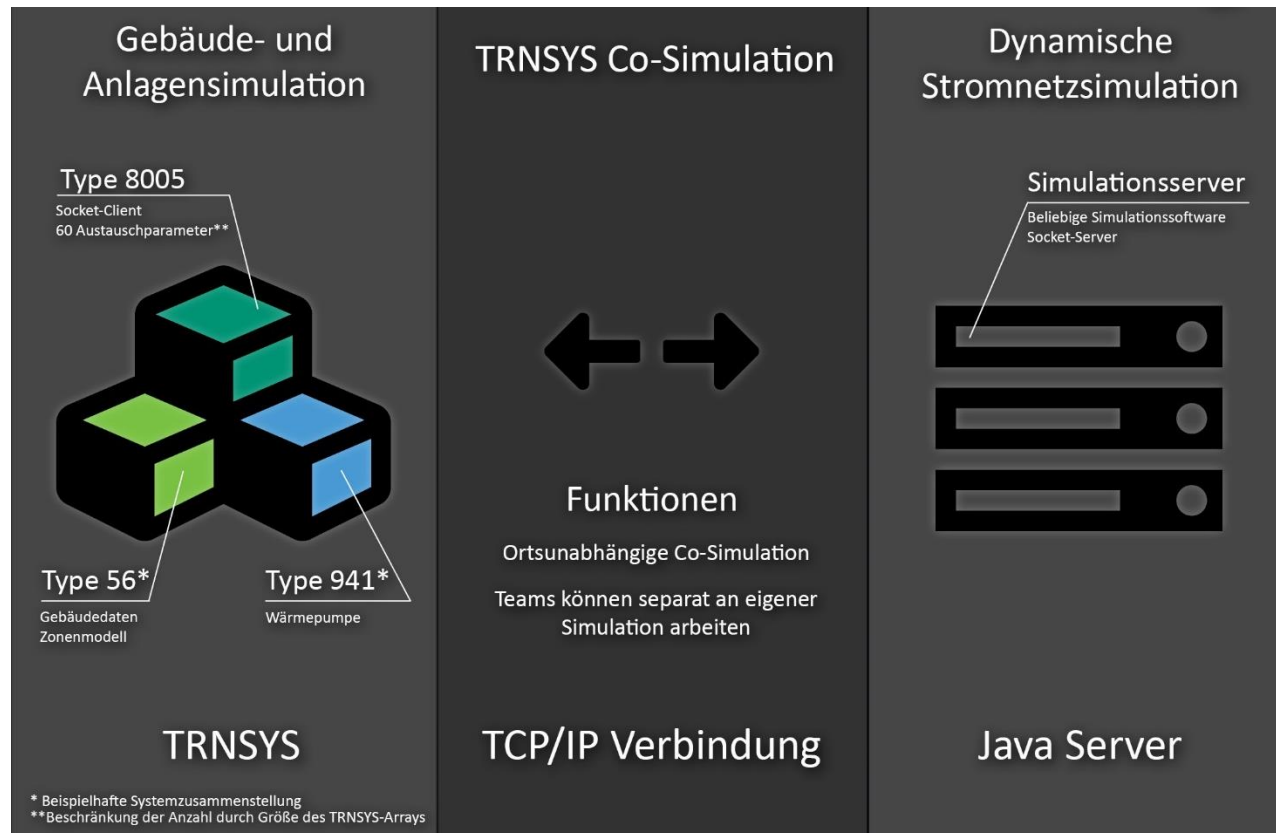 Gebäude- und
Anlagensimulation
Type 8005
Socket-Client
60 Austauschparameter**
Type 56*
Gebäudedaten
Zonenmodell
Type 941*
Wärmepumpe
TRNSYS
* Beispielhafte Systemzusammenstellung
**Beschränkung der Anzahl durch Größe des TRNSYS-Arrays
TRNSYS Co-Simulation
Funktionen
Ortsunabhängige Co-Simulation
Teams können separat an eigener
Simulation arbeiten
TCP/IP Verbindung
Dynamische
Stromnetzsimulation
Simulationsserver
Beliebige Simulationssoftware
Socket-Server
Java Server